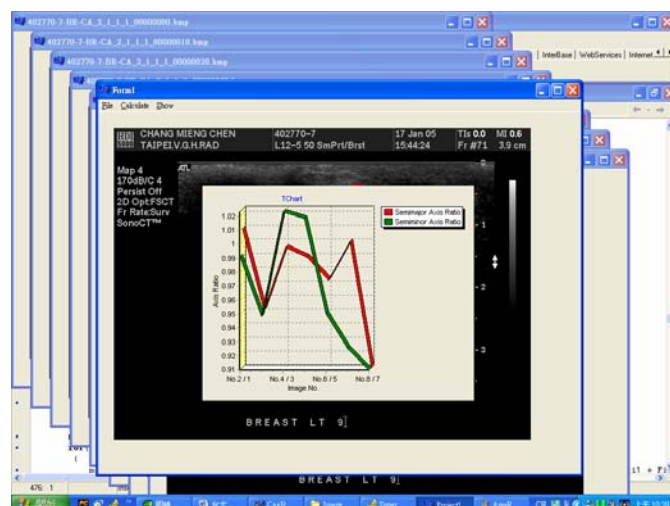 402770-7-BR-CA_2_1_1_1_00000000.bmp
402770-7-BR-CA_2_1_1_1_00000010.bmp
402770-7-BR-CA_2_1_1_1_00000020.bmp
InterBase | WebServices | Internet
Form1
File Calculate Show
CHANG MIENG CHEN 402770-7 17 Jan 05 TIs 0.0 MI 0.6
TAIPEI.V.G.H.RAD L12-5 50 SmPrt/Brst 15:44:24 Fr #71 3.9 cm
Map 4
170dB/C 4
Persist Off
2D Opt:FSCT
Fr Rate:Surv
SonoCT™
ATL
0
1
2
3
TChart
Semimajor Axis Ratio
Semiminor Axis Ratio
Axis Ratio
1.02
1.01
1
0.99
0.98
0.97
0.96
0.95
0.94
0.93
0.92
0.91
No.2 / 1 No.4 / 3 No.6 / 5 No.8 / 7
Image No.
BREAST LT 9
476: 1
BREAST LT 9
Image
Project1